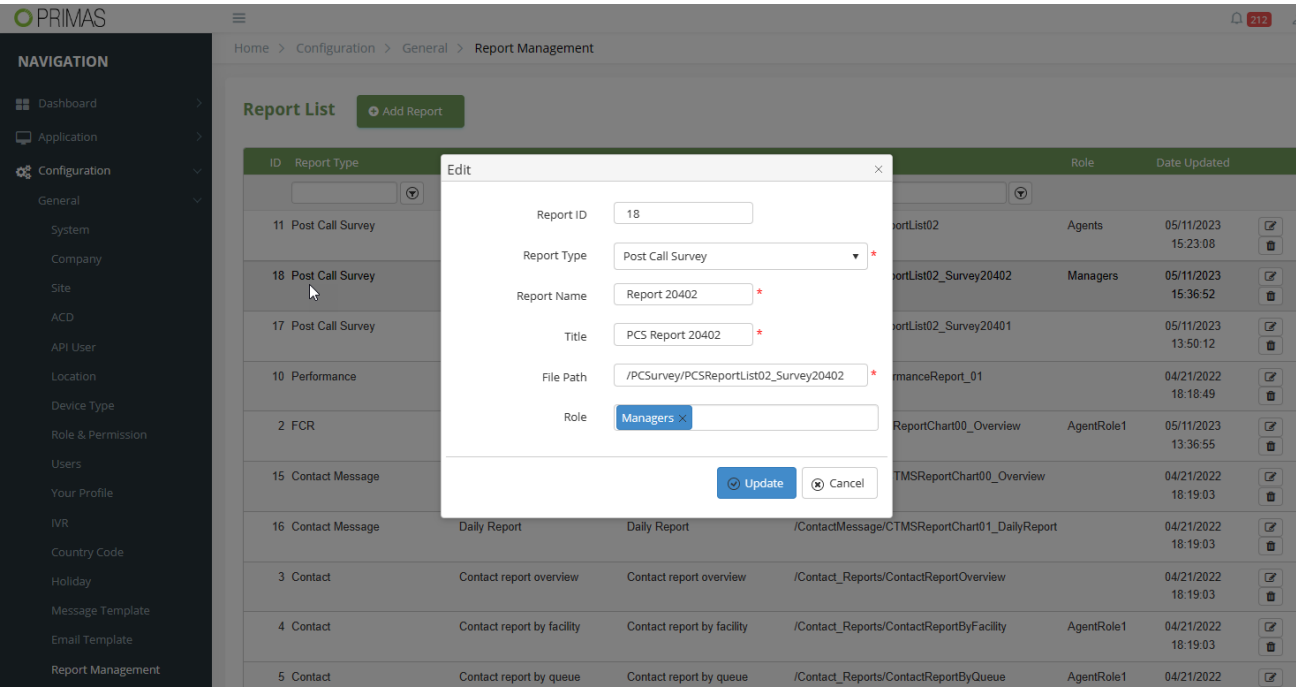 PRIMAS
212
NAVIGATION
Home > Configuration > General > Report Management
Dashboard
Application
Configuration
General
System
Company
Site
ACD
API User
Location
Device Type
Role & Permission
Users
Your Profile
IVR
Country Code
Holiday
Message Template
Email Template
Report Management
Report List
Add Report
ID Report Type Role Date Updated
11 Post Call Survey ortList02 Agents 05/11/2023
15:23:08
18 Post Call Survey ortList02_Survey20402 Managers 05/11/2023
15:36:52
17 Post Call Survey ortList02_Survey20401 05/11/2023
13:50:12
10 Performance rmanceReport_01 04/21/2022
18:18:49
2 FCR ReportChart00_Overview AgentRole1 05/11/2023
13:36:55
15 Contact Message TMSReportChart00_Overview 04/21/2022
18:19:03
16 Contact Message Daily Report Daily Report /ContactMessage/CTMSReportChart01_DailyReport 04/21/2022
18:19:03
3 Contact Contact report overview Contact report overview /Contact_Reports/ContactReportOverview 04/21/2022
18:19:03
4 Contact Contact report by facility Contact report by facility /Contact_Reports/ContactReportByFacility AgentRole1 04/21/2022
18:19:03
5 Contact Contact report by queue Contact report by queue /Contact_Reports/ContactReportByQueue AgentRole1 04/21/2022
Edit
Report ID 18
Report Type Post Call Survey *
Report Name Report 20402 *
Title PCS Report 20402 *
File Path /PCSurvey/PCSReportList02_Survey20402 *
Role Managers ×
Update Cancel